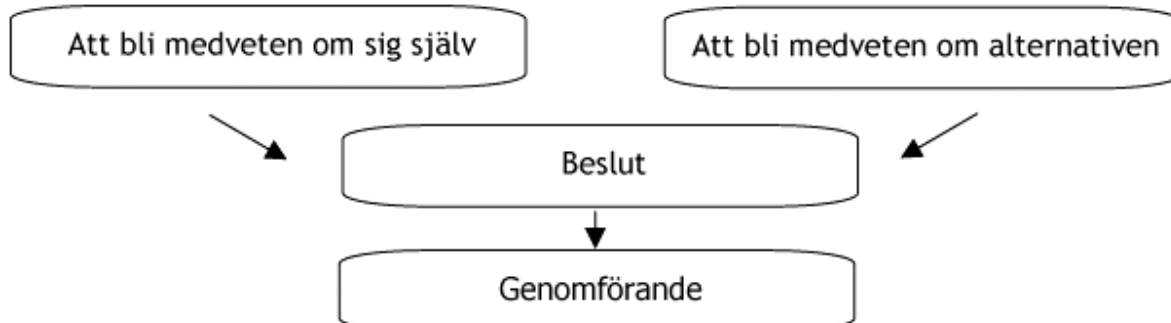 Att bli medveten om sig själv
Att bli medveten om alternativen
Beslut
Genomförande